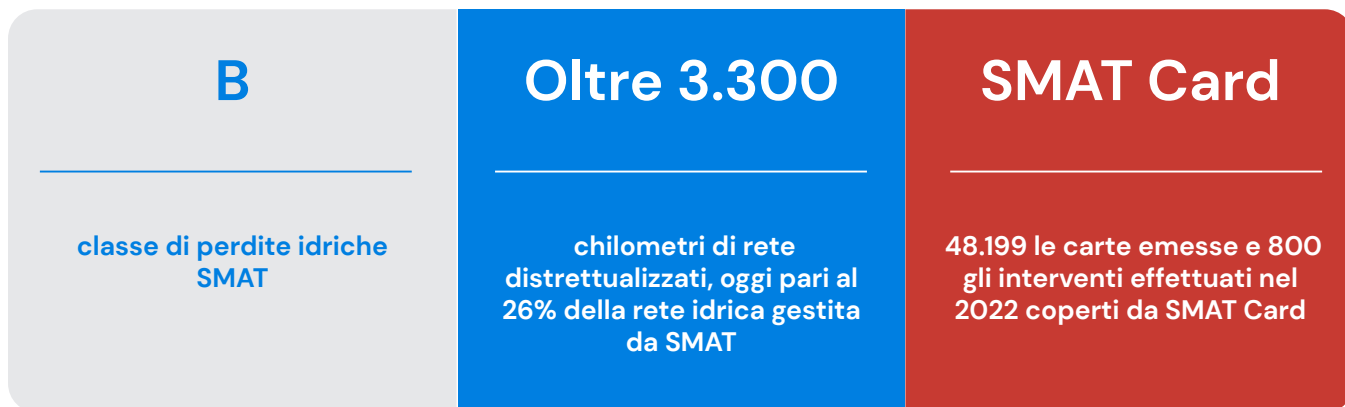 B
classe di perdite idriche
SMAT
Oltre 3.300
chilometri di rete
distrettualizzati, oggi pari al
26% della rete idrica gestita
da SMAT
SMAT Card
48.199 le carte emesse e 800
gli interventi effettuati nel
2022 coperti da SMAT Card